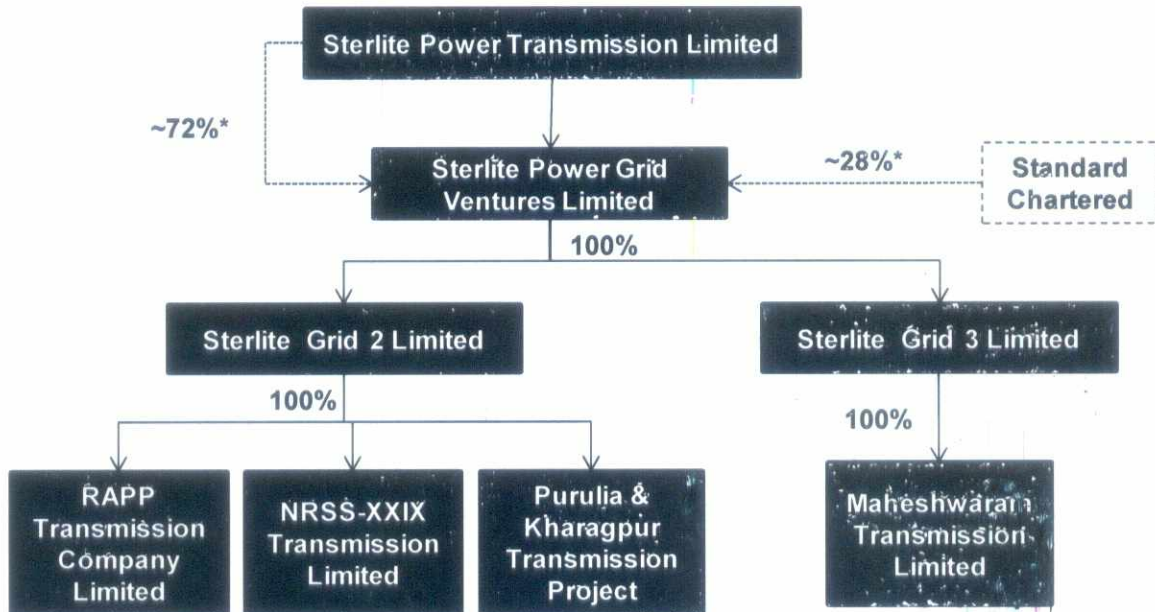 Sterlite Power Transmission Limited
~72%*
Sterlite Power Grid
Ventures Limited
~28%*
Standard
Chartered
100%
Sterlite Grid 2 Limited
Sterlite Grid 3 Limited
100%
100%
RAPP
Transmission
Company
Limited
NRSS-XXIX
Transmission
Limited
Purulia &
Kharagpur
Transmission
Project
Maheshwaram
Transmission
Limited